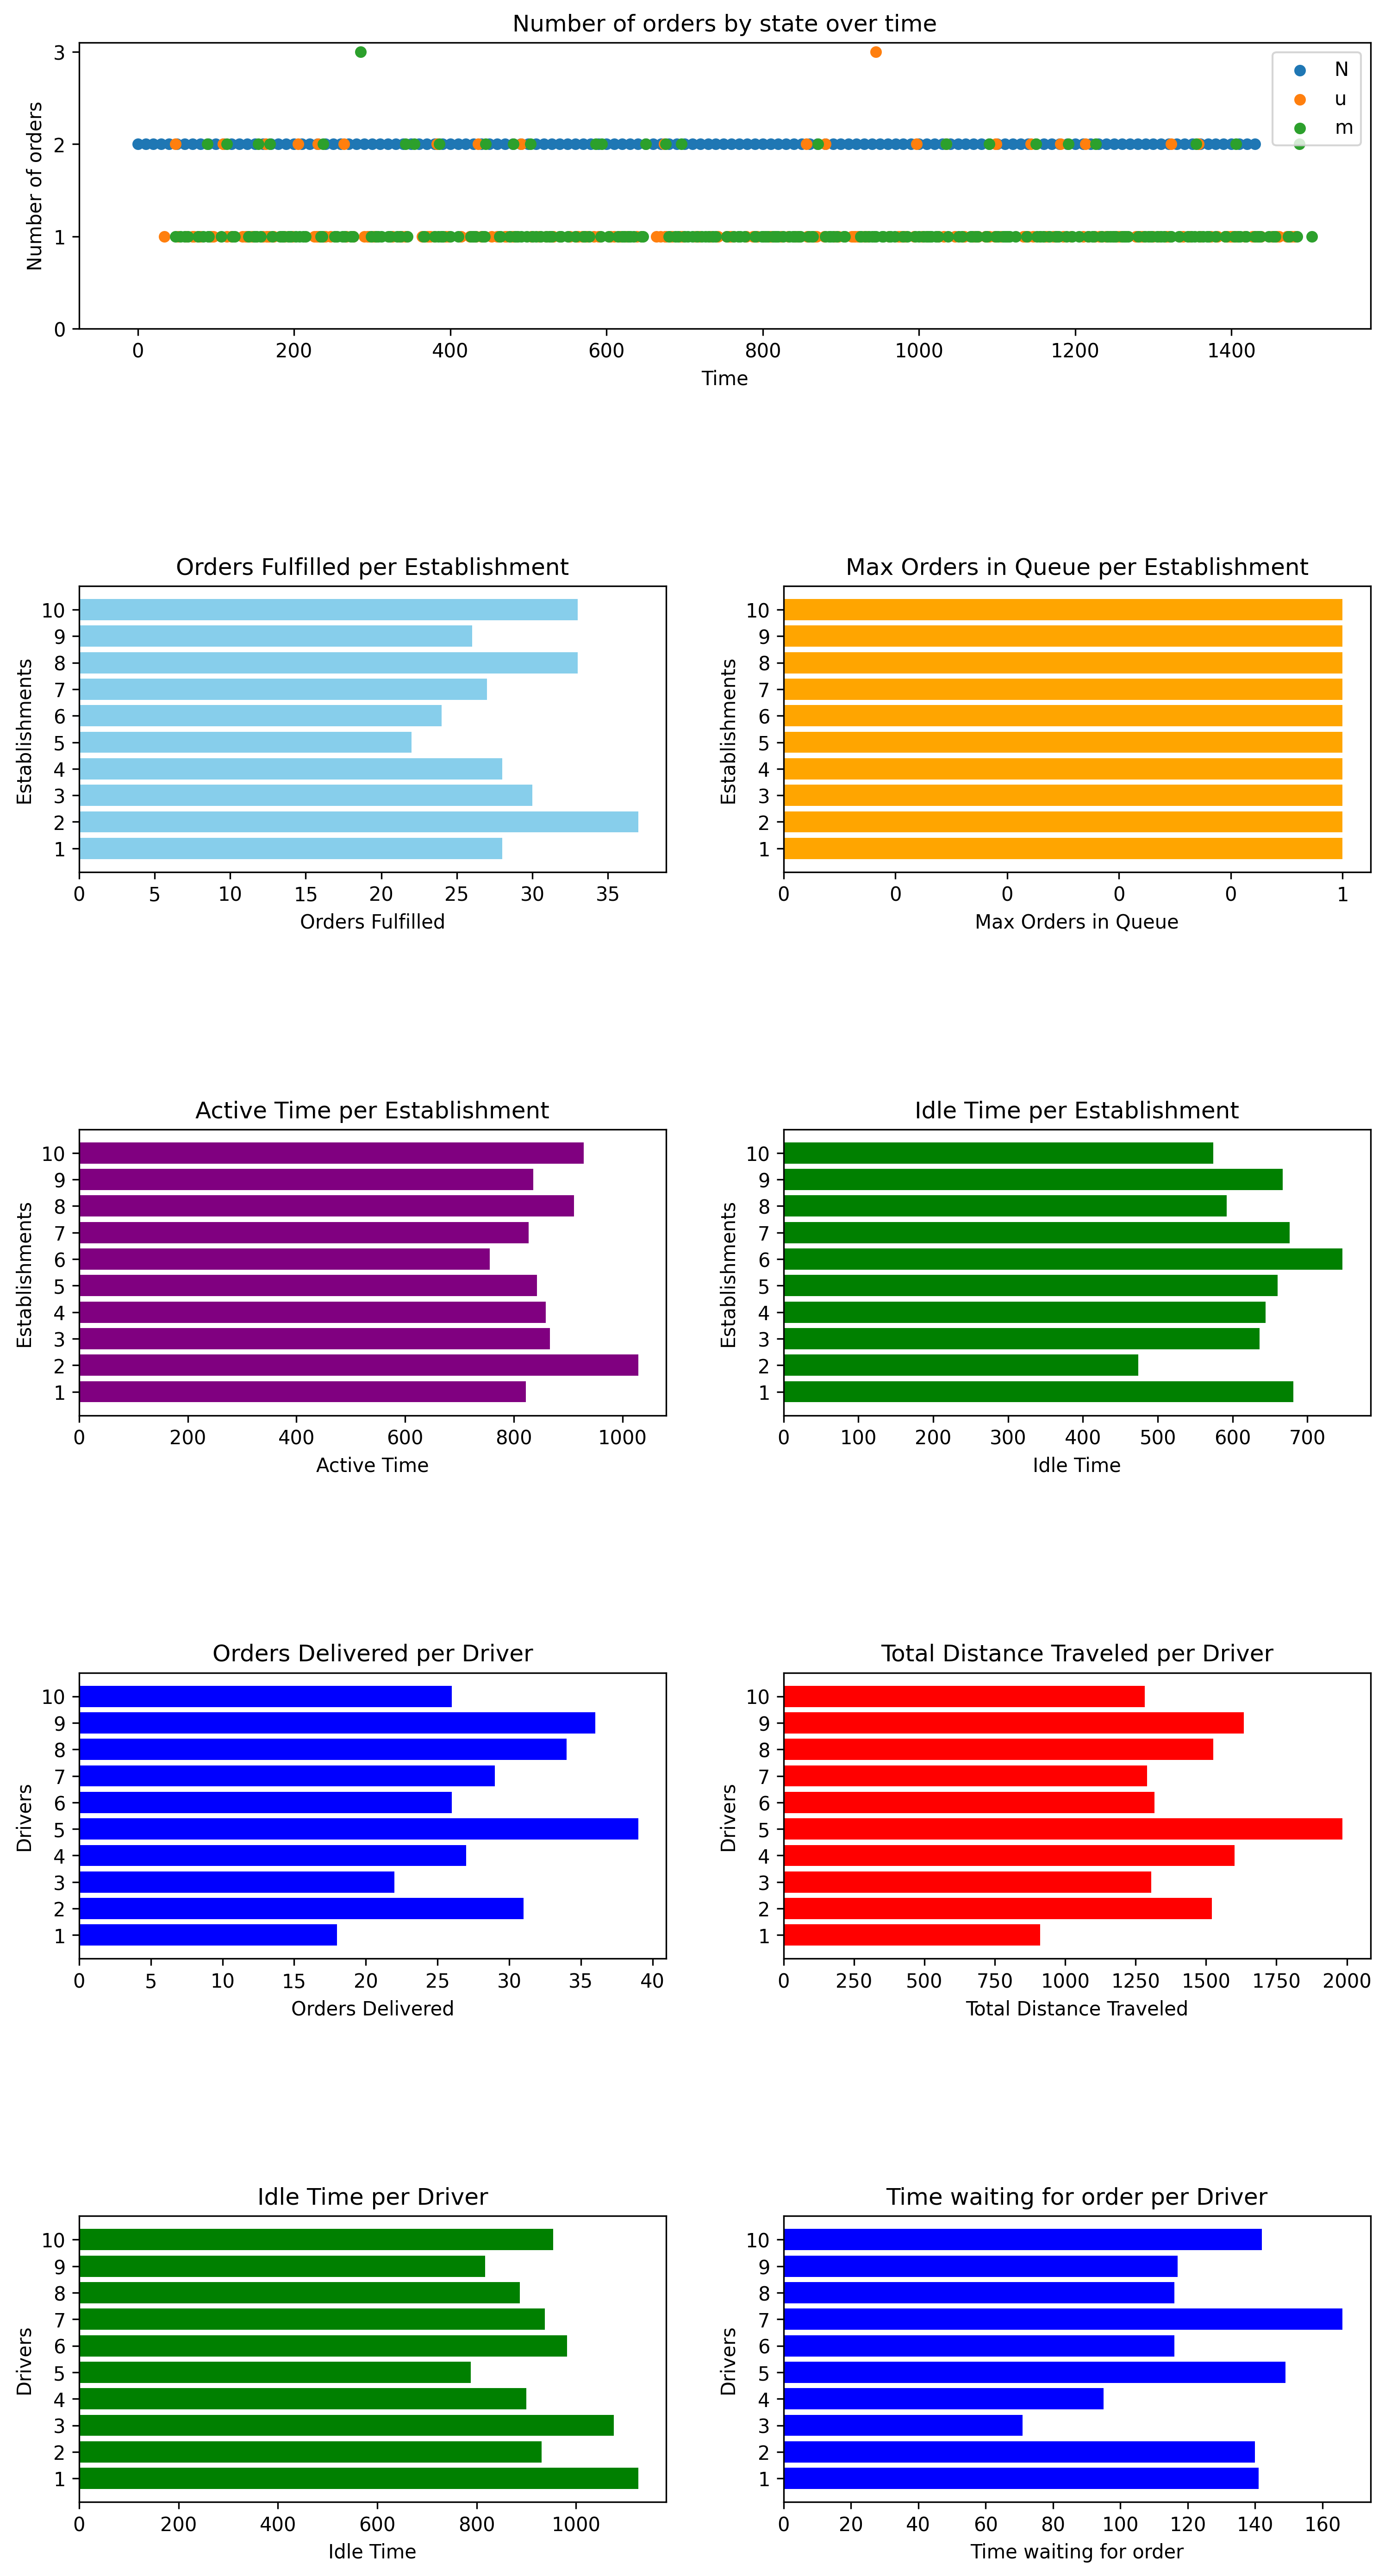 Number of orders by state over time
3
2
1
0
Number of orders
N
u
m
0 200 400 600 800 1000 1200 1400
Time
Orders Fulfilled per Establishment
10
9
8
7
6
5
4
3
2
1
Establishments
0 5 10 15 20 25 30 35
Orders Fulfilled
Max Orders in Queue per Establishment
10
9
8
7
6
5
4
3
2
1
Establishments
0 0 0 0 0 1
Max Orders in Queue
Active Time per Establishment
10
9
8
7
6
5
4
3
2
1
Establishments
0 200 400 600 800 1000
Active Time
Idle Time per Establishment
10
9
8
7
6
5
4
3
2
1
Establishments
0 100 200 300 400 500 600 700
Idle Time
Orders Delivered per Driver
10
9
8
7
6
5
4
3
2
1
Drivers
0 5 10 15 20 25 30 35 40
Orders Delivered
Total Distance Traveled per Driver
10
9
8
7
6
5
4
3
2
1
Drivers
0 250 500 750 1000 1250 1500 1750 2000
Total Distance Traveled
Idle Time per Driver
10
9
8
7
6
5
4
3
2
1
Drivers
0 200 400 600 800 1000
Idle Time
Time waiting for order per Driver
10
9
8
7
6
5
4
3
2
1
Drivers
0 20 40 60 80 100 120 140 160
Time waiting for order